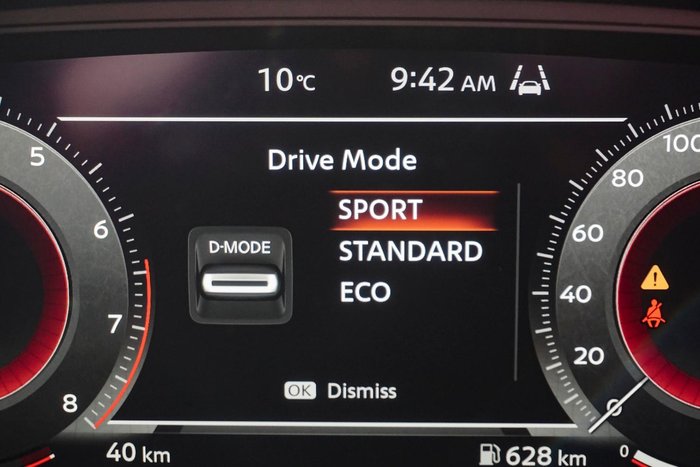 10°C
9:42 AM
Drive Mode
SPORT
D-MODE
STANDARD
ECO
OK Dismiss
5
6
7
8
100
80
60
40
20
0
40 km
628 km
0